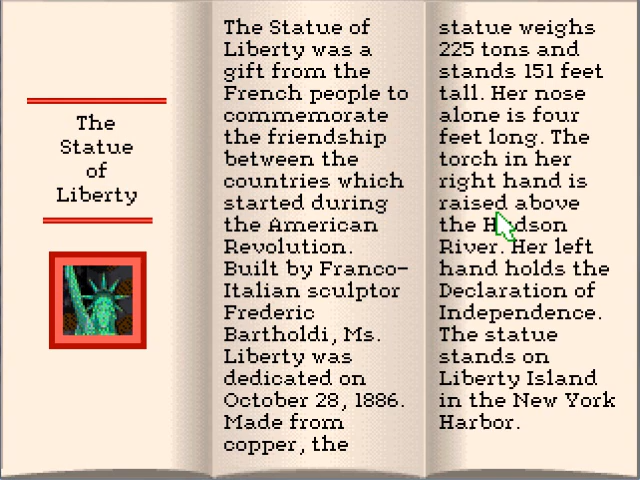 The
Statue
of
Liberty
The Statue of
Liberty was a
gift from the
French people to
commemorate
the friendship
between the
countries which
started during
the American
Revolution.
Built by Franco-
Italian sculptor
Frederic
Bartholdi, Ms.
Liberty was
dedicated on
October 28, 1886.
Made from
copper, the
statue weighs
225 tons and
stands 151 feet
tall. Her nose
alone is four
feet long. The
torch in her
right hand is
raised above
the Hudson
River. Her left
hand holds the
Declaration of
Independence.
The statue
stands on
Liberty Island
in the New York
Harbor.